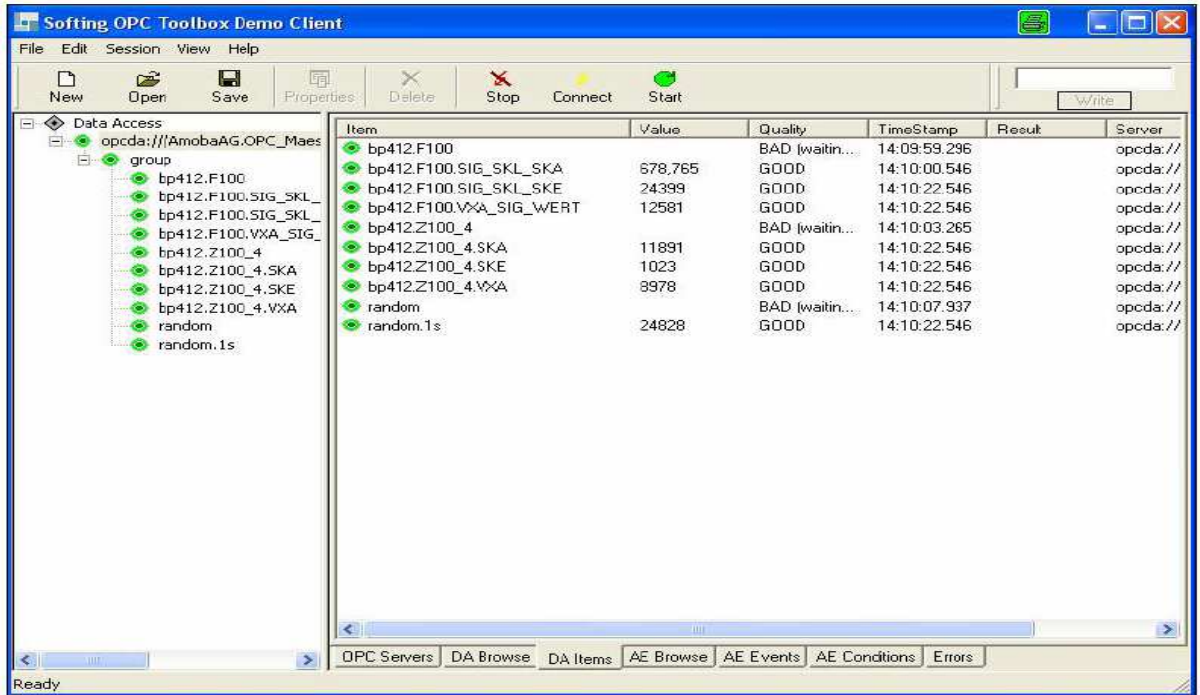 Softing OPC Toolbox Demo Client
File Edit Session View Help
New Open Save Properties Delete Stop Connect Start Write
Data Access
opcda:///AmobaAG.OPC_Maes
group
bp412.F100
bp412.F100.SIG_SKL_
bp412.F100.SIG_SKL_
bp412.F100.VXA_SIG_
bp412.Z100_4
bp412.Z100_4.SKA
bp412.Z100_4.SKE
bp412.Z100_4.VXA
random
random.1s
Item Value Quality TimeStamp Result Server
bp412.F100 BAD (waitin... 14:09:59.296 opcda://
bp412.F100.SIG_SKL_SKA 678,765 GOOD 14:10:00.546 opcda://
bp412.F100.SIG_SKL_SKE 24399 GOOD 14:10:22.546 opcda://
bp412.F100.VXA_SIG_WERT 12581 GOOD 14:10:22.546 opcda://
bp412.Z100_4 BAD (waitin... 14:10:03.265 opcda://
bp412.Z100_4.SKA 11891 GOOD 14:10:22.546 opcda://
bp412.Z100_4.SKE 1023 GOOD 14:10:22.546 opcda://
bp412.Z100_4.VXA GOOD 14:10:22.546 opcda://
random BAD (waitin... 14:10:07.937 opcda://
random.1s 24828 GOOD 14:10:22.546 opcda://
OPC Servers DA Browse DA Items AE Browse AE Events AE Conditions Errors
Ready